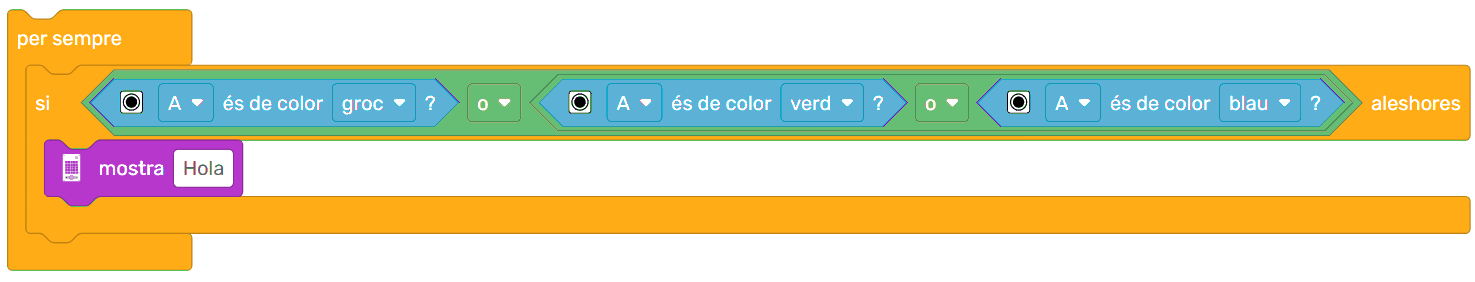 per sempre
si A és de color groc ? o A és de color verd ? o A és de color blau ? aleshores
mostra Hola